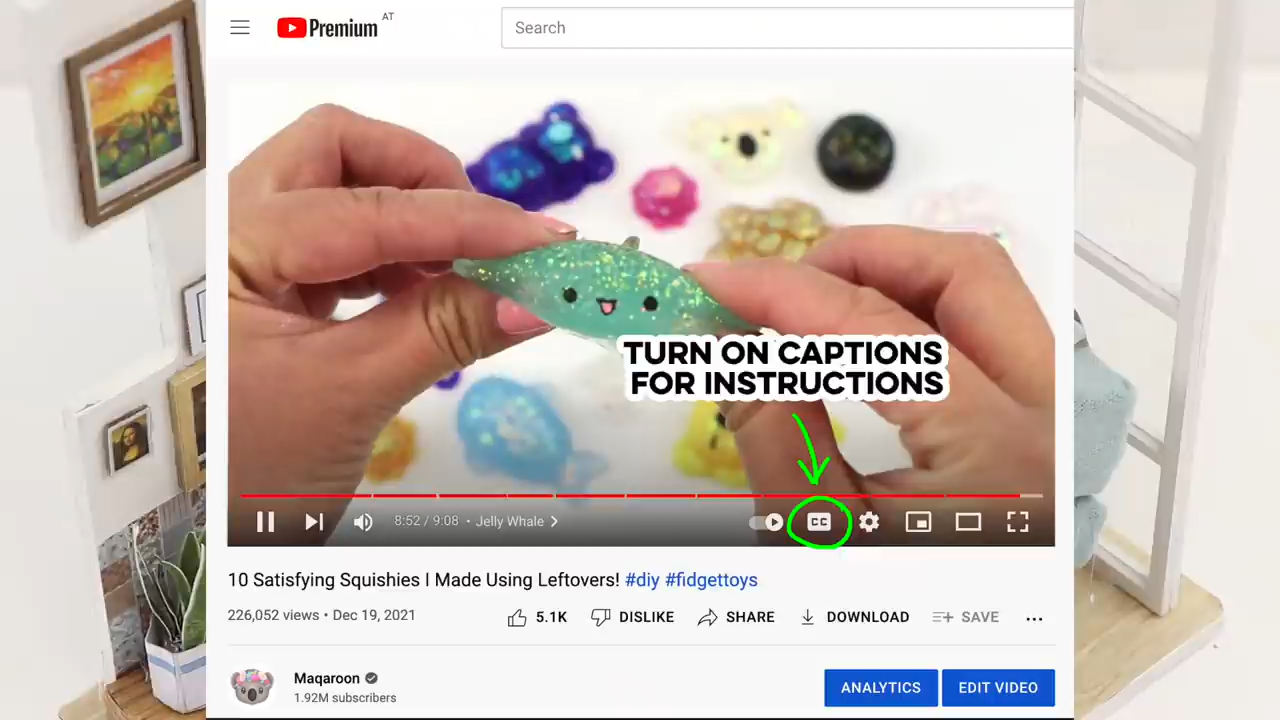 Premium AT
Search
TURN ON CAPTIONS
FOR INSTRUCTIONS
8:52 / 9:08 • Jelly Whale
CC
10 Satisfying Squishies I Made Using Leftovers! #diy #fidgettoys
226,052 views • Dec 19, 2021
5.1K DISLIKE SHARE DOWNLOAD SAVE
Maqaroon
1.92M subscribers
ANALYTICS EDIT VIDEO